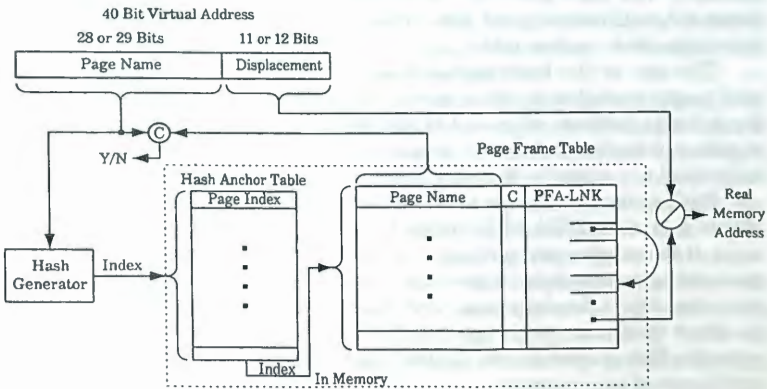 40 Bit Virtual Address
28 or 29 Bits
11 or 12 Bits
Page Name
Displacement
C
Y/N
Page Frame Table
Hash Anchor Table
Page Index
Page Name
C
PFA-LNK
Real
Memory
Address
Hash
Generator
Index
Index
In Memory